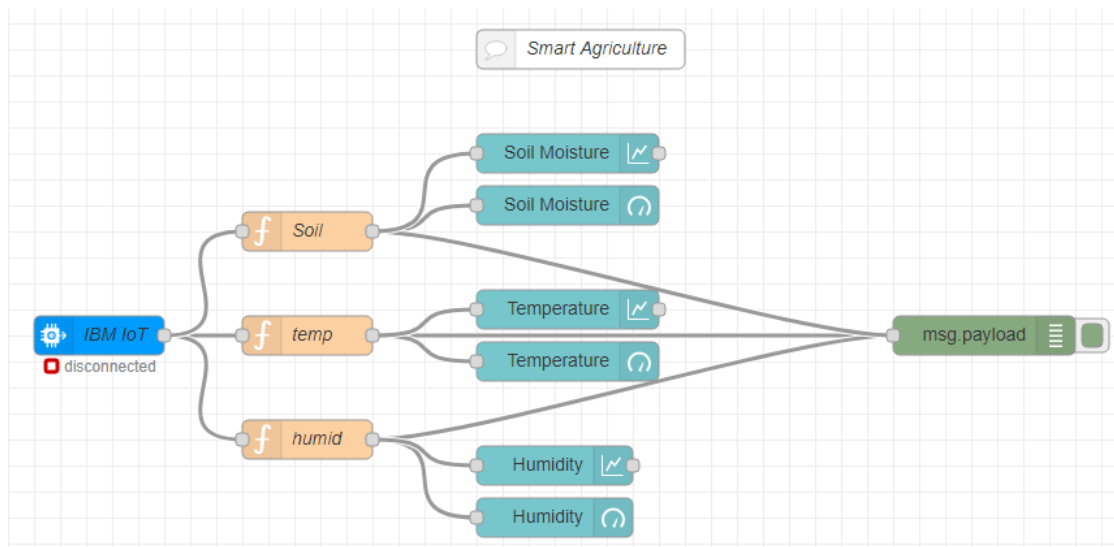 Smart Agriculture
Soil Moisture
Soil Moisture
Soil
Temperature
IBM IoT
temp
msg.payload
disconnected
Temperature
humid
Humidity
Humidity